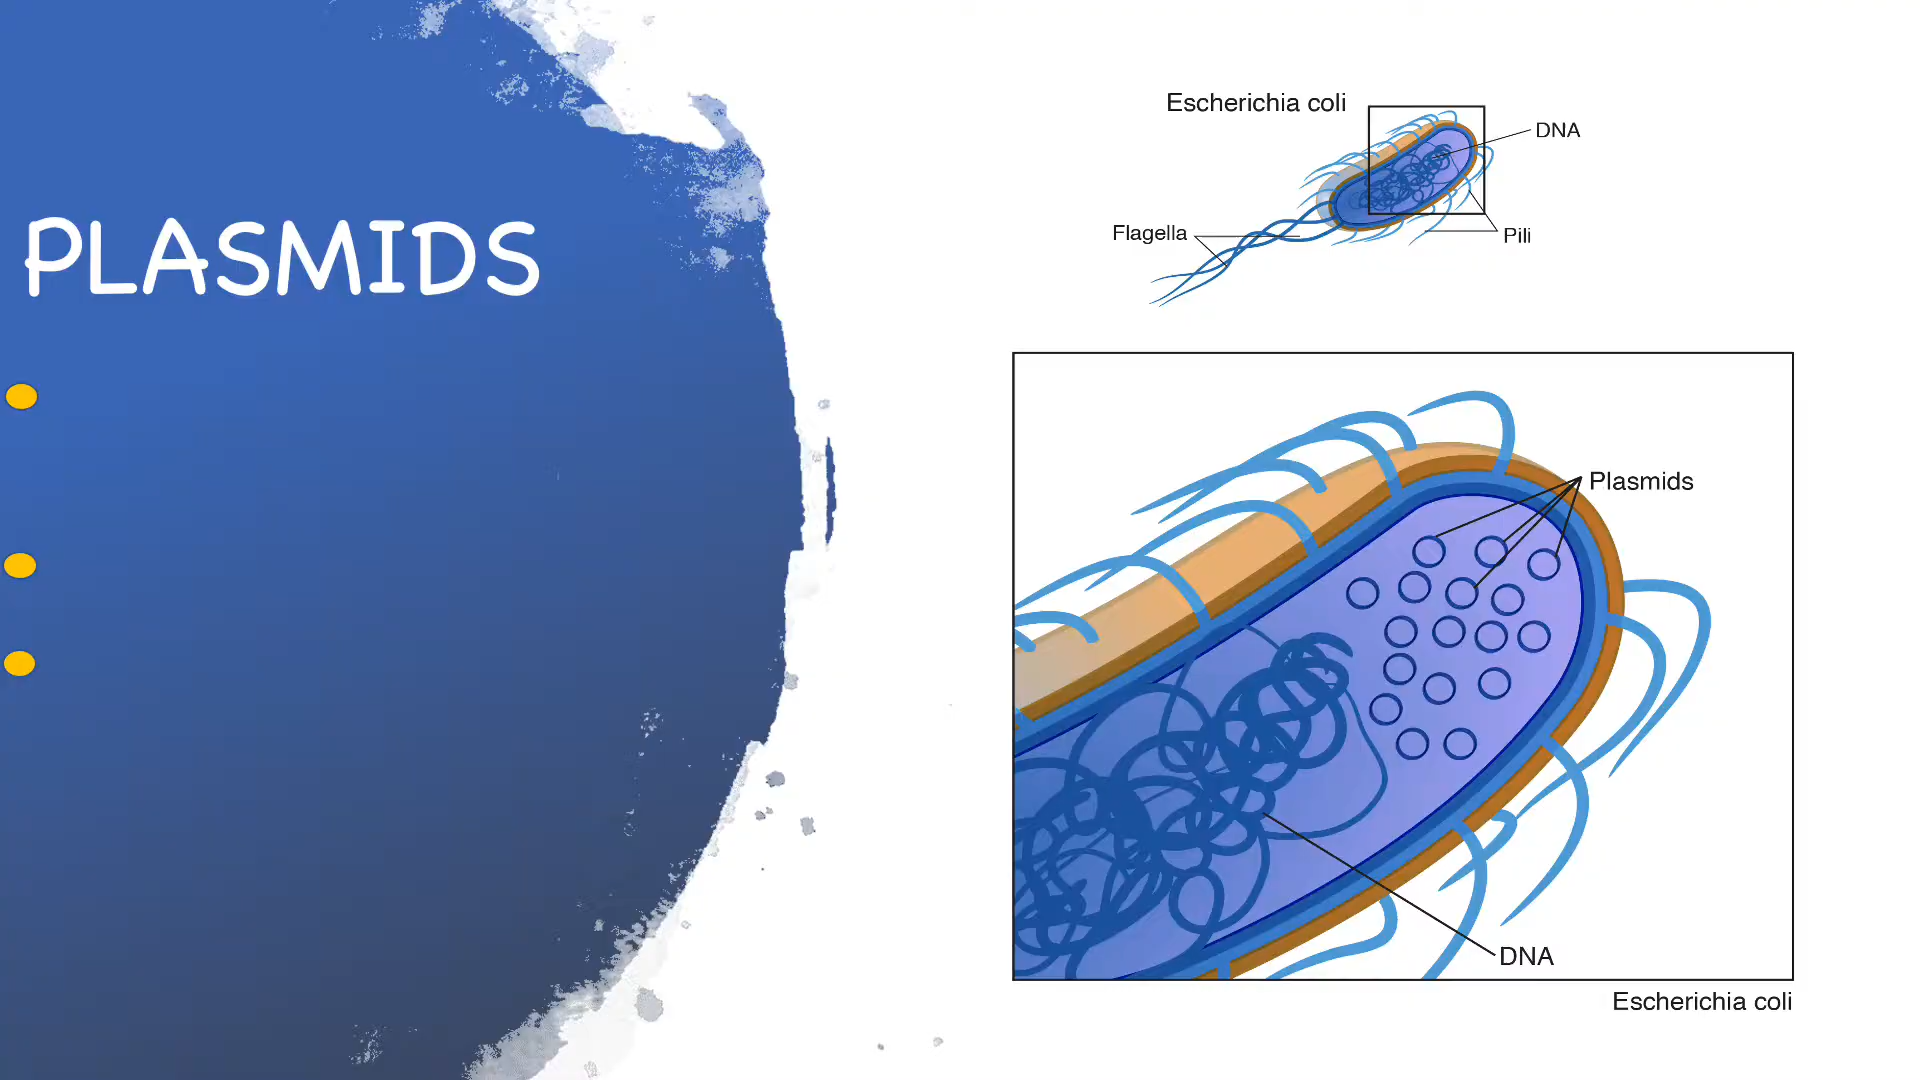 PLASMIDS
Escherichia coli
DNA
Flagella
Pili
Plasmids
DNA
Escherichia coli